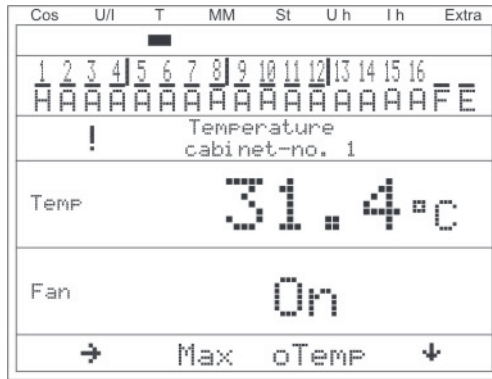 Cos U/I T MM St U h I h Extra
1 2 3 4 5 6 7 8 9 10 11 12 13 14 15 16
A A A A A A A A A A A A A A A A F E
! Temperature
cabinet-no. 1
Temp 31.4°C
Fan On
→ Max oTemp ↓